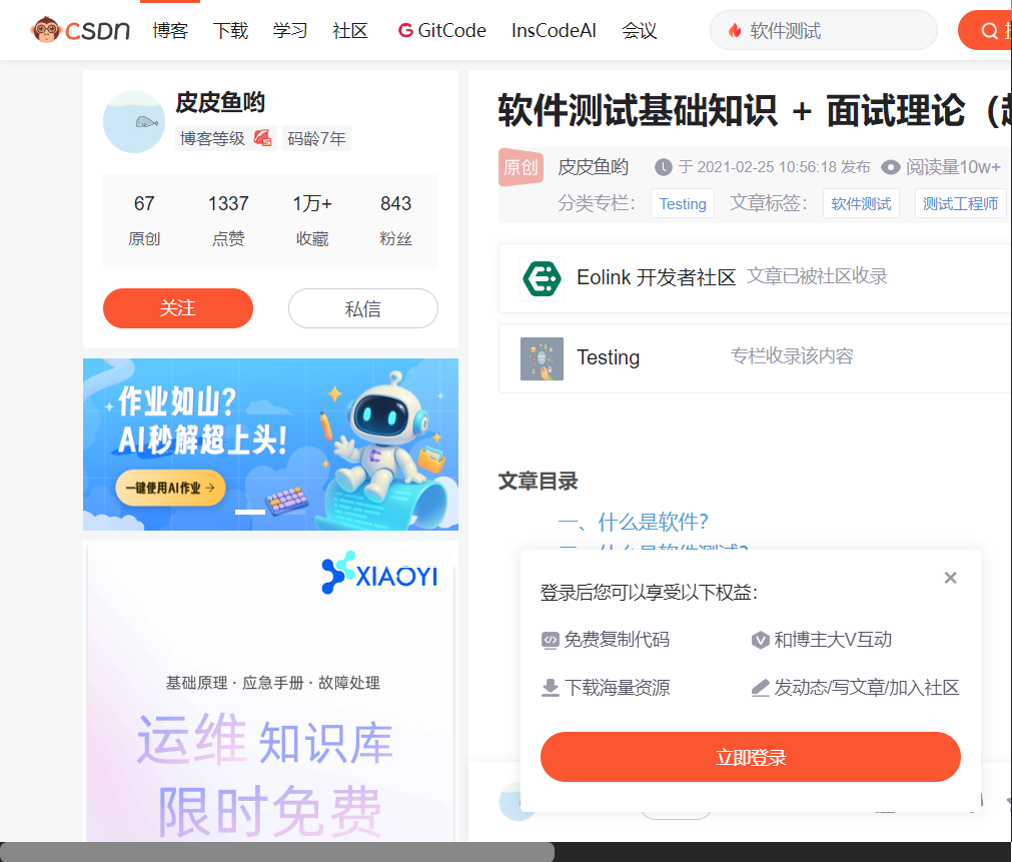 CSDN 博客 下载 学习 社区 GitCode InsCodeAI 会议 软件测试
皮皮鱼哟
博客等级 码龄7年
67 1337 1万+ 843
原创 点赞 收藏 粉丝
关注 私信
作业如山?
AI秒解超上头!
一键使用AI作业
XIAOYI
基础原理 · 应急手册 · 故障处理
运维 知识库
限时免费
软件测试基础知识 + 面试理论（
原创 皮皮鱼哟 于 2021-02-25 10:56:18 发布 阅读量10w+
分类专栏： Testing 文章标签： 软件测试 测试工程师
Eolink 开发者社区 文章已被社区收录
Testing 专栏收录该内容
文章目录
一、什么是软件?
二、什么是软件测试?
登录后您可以享受以下权益：
免费复制代码 和博主大V互动
下载海量资源 发动态/写文章/加入社区
立即登录